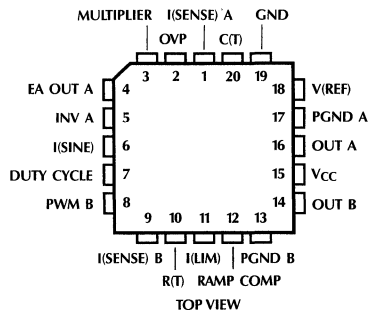 MULTIPLIER I(SENSE) A GND
OVP C(T)
3 2 1 20 19
EA OUT A 4 18 V(REF)
INV A 5 17 PGND A
I(SINE) 6 16 OUT A
DUTY CYCLE 7 15 VCC
PWM B 8 14 OUT B
9 10 11 12 13
I(SENSE) B I(LIM) PGND B
R(T) RAMP COMP
TOP VIEW